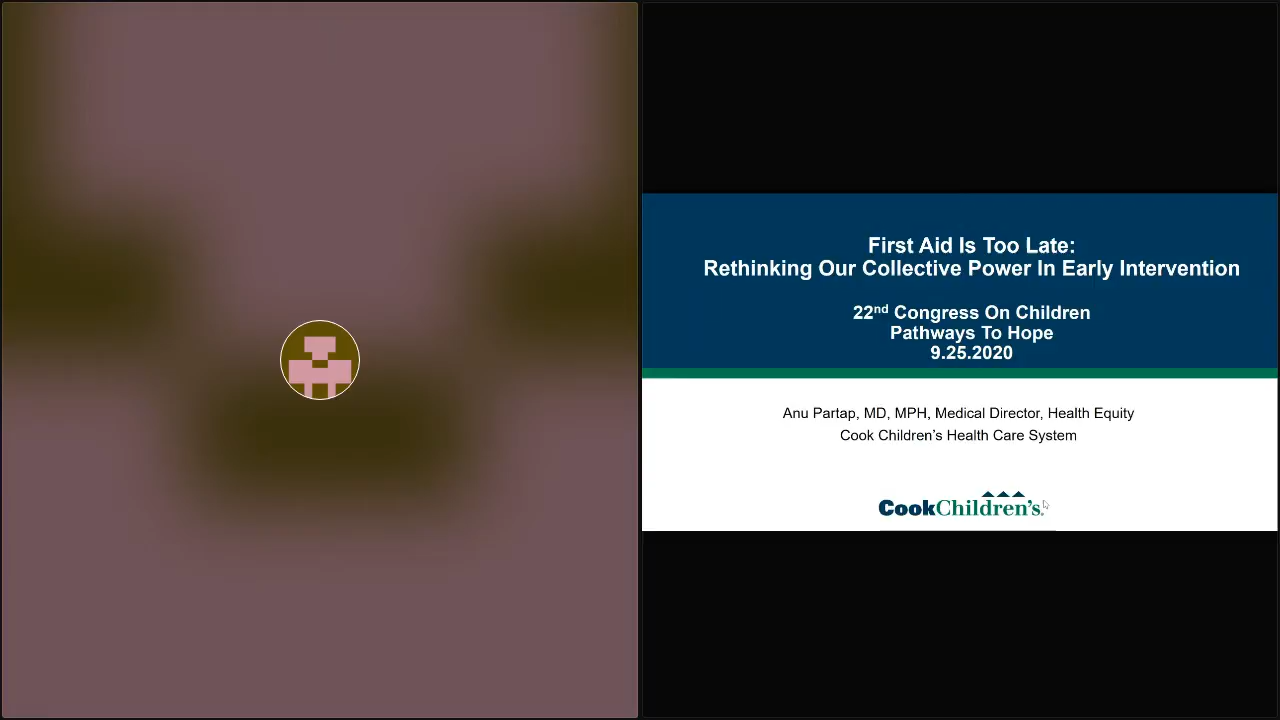 First Aid Is Too Late:
Rethinking Our Collective Power In Early Intervention
22nd Congress On Children
Pathways To Hope
9.25.2020
Anu Partap, MD, MPH, Medical Director, Health Equity
Cook Children's Health Care System
CookChildren's.